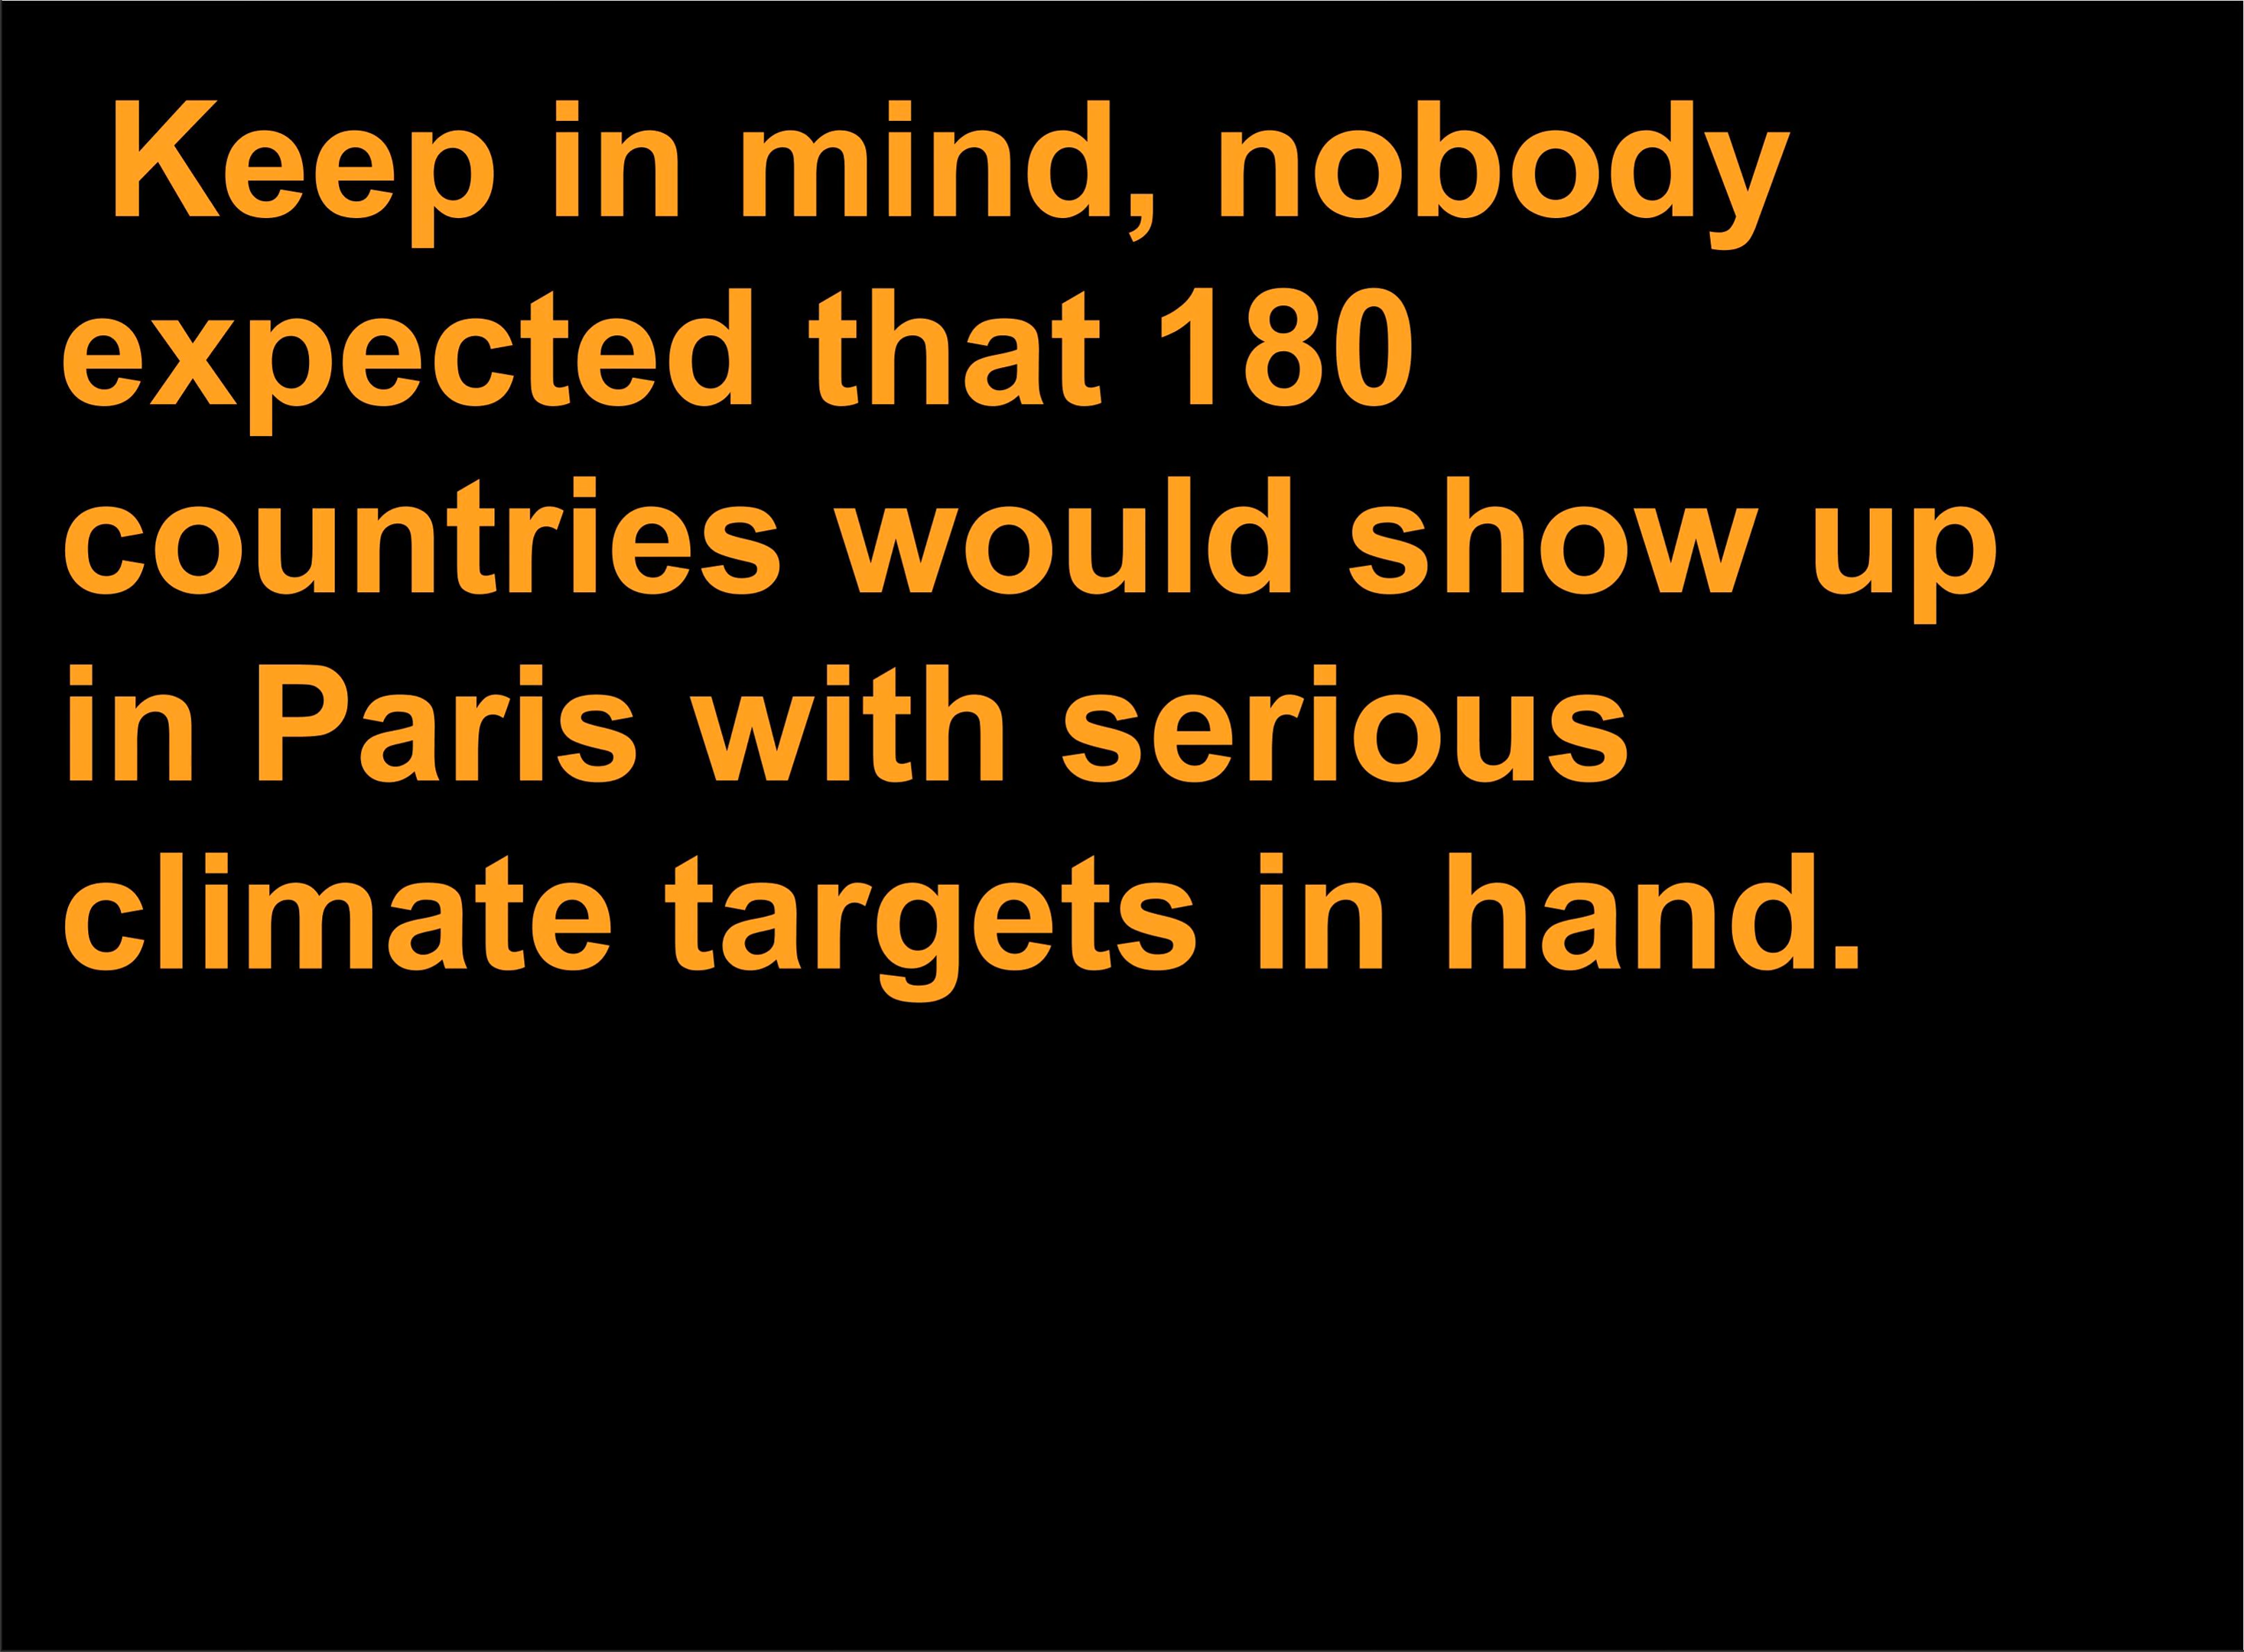 Keep in mind, nobody
expected that 180
countries would show up
in Paris with serious
climate targets in hand.